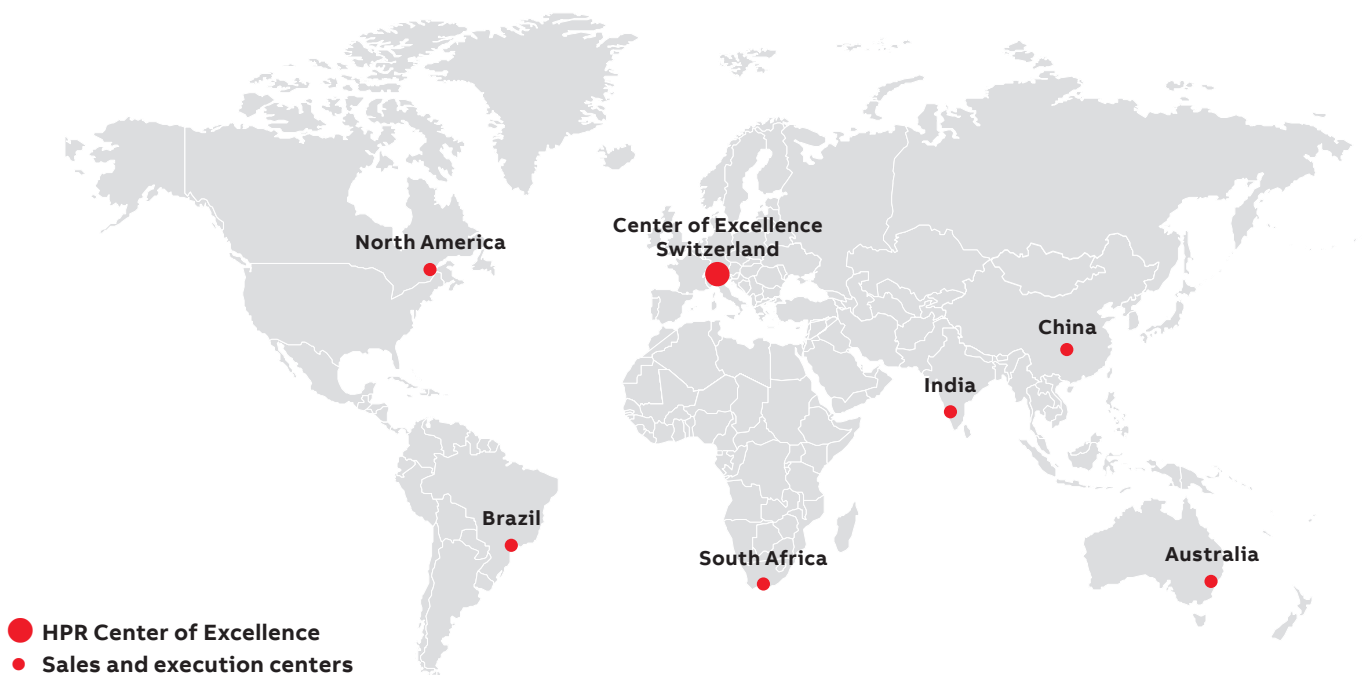 Center of Excellence
Switzerland
North America
China
India
Brazil
South Africa
Australia
HPR Center of Excellence
Sales and execution centers